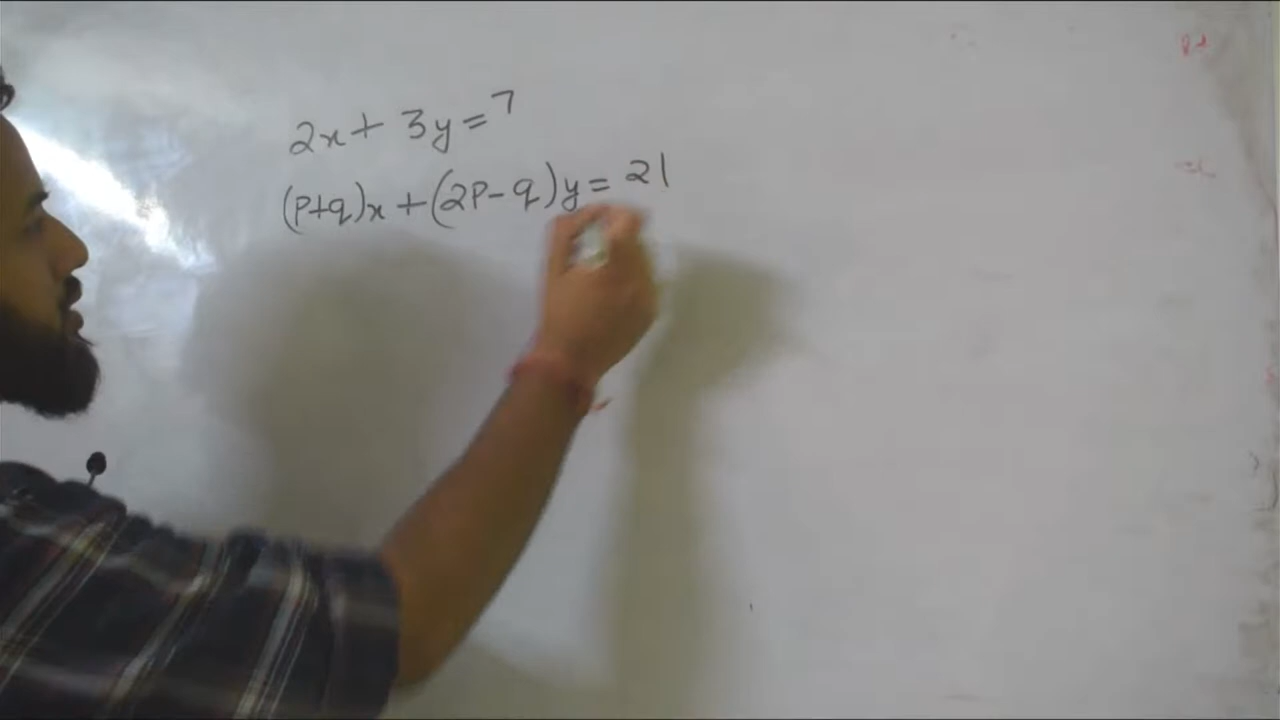 2x + 3y = 7
(p+q)x + (2p-q)y = 21